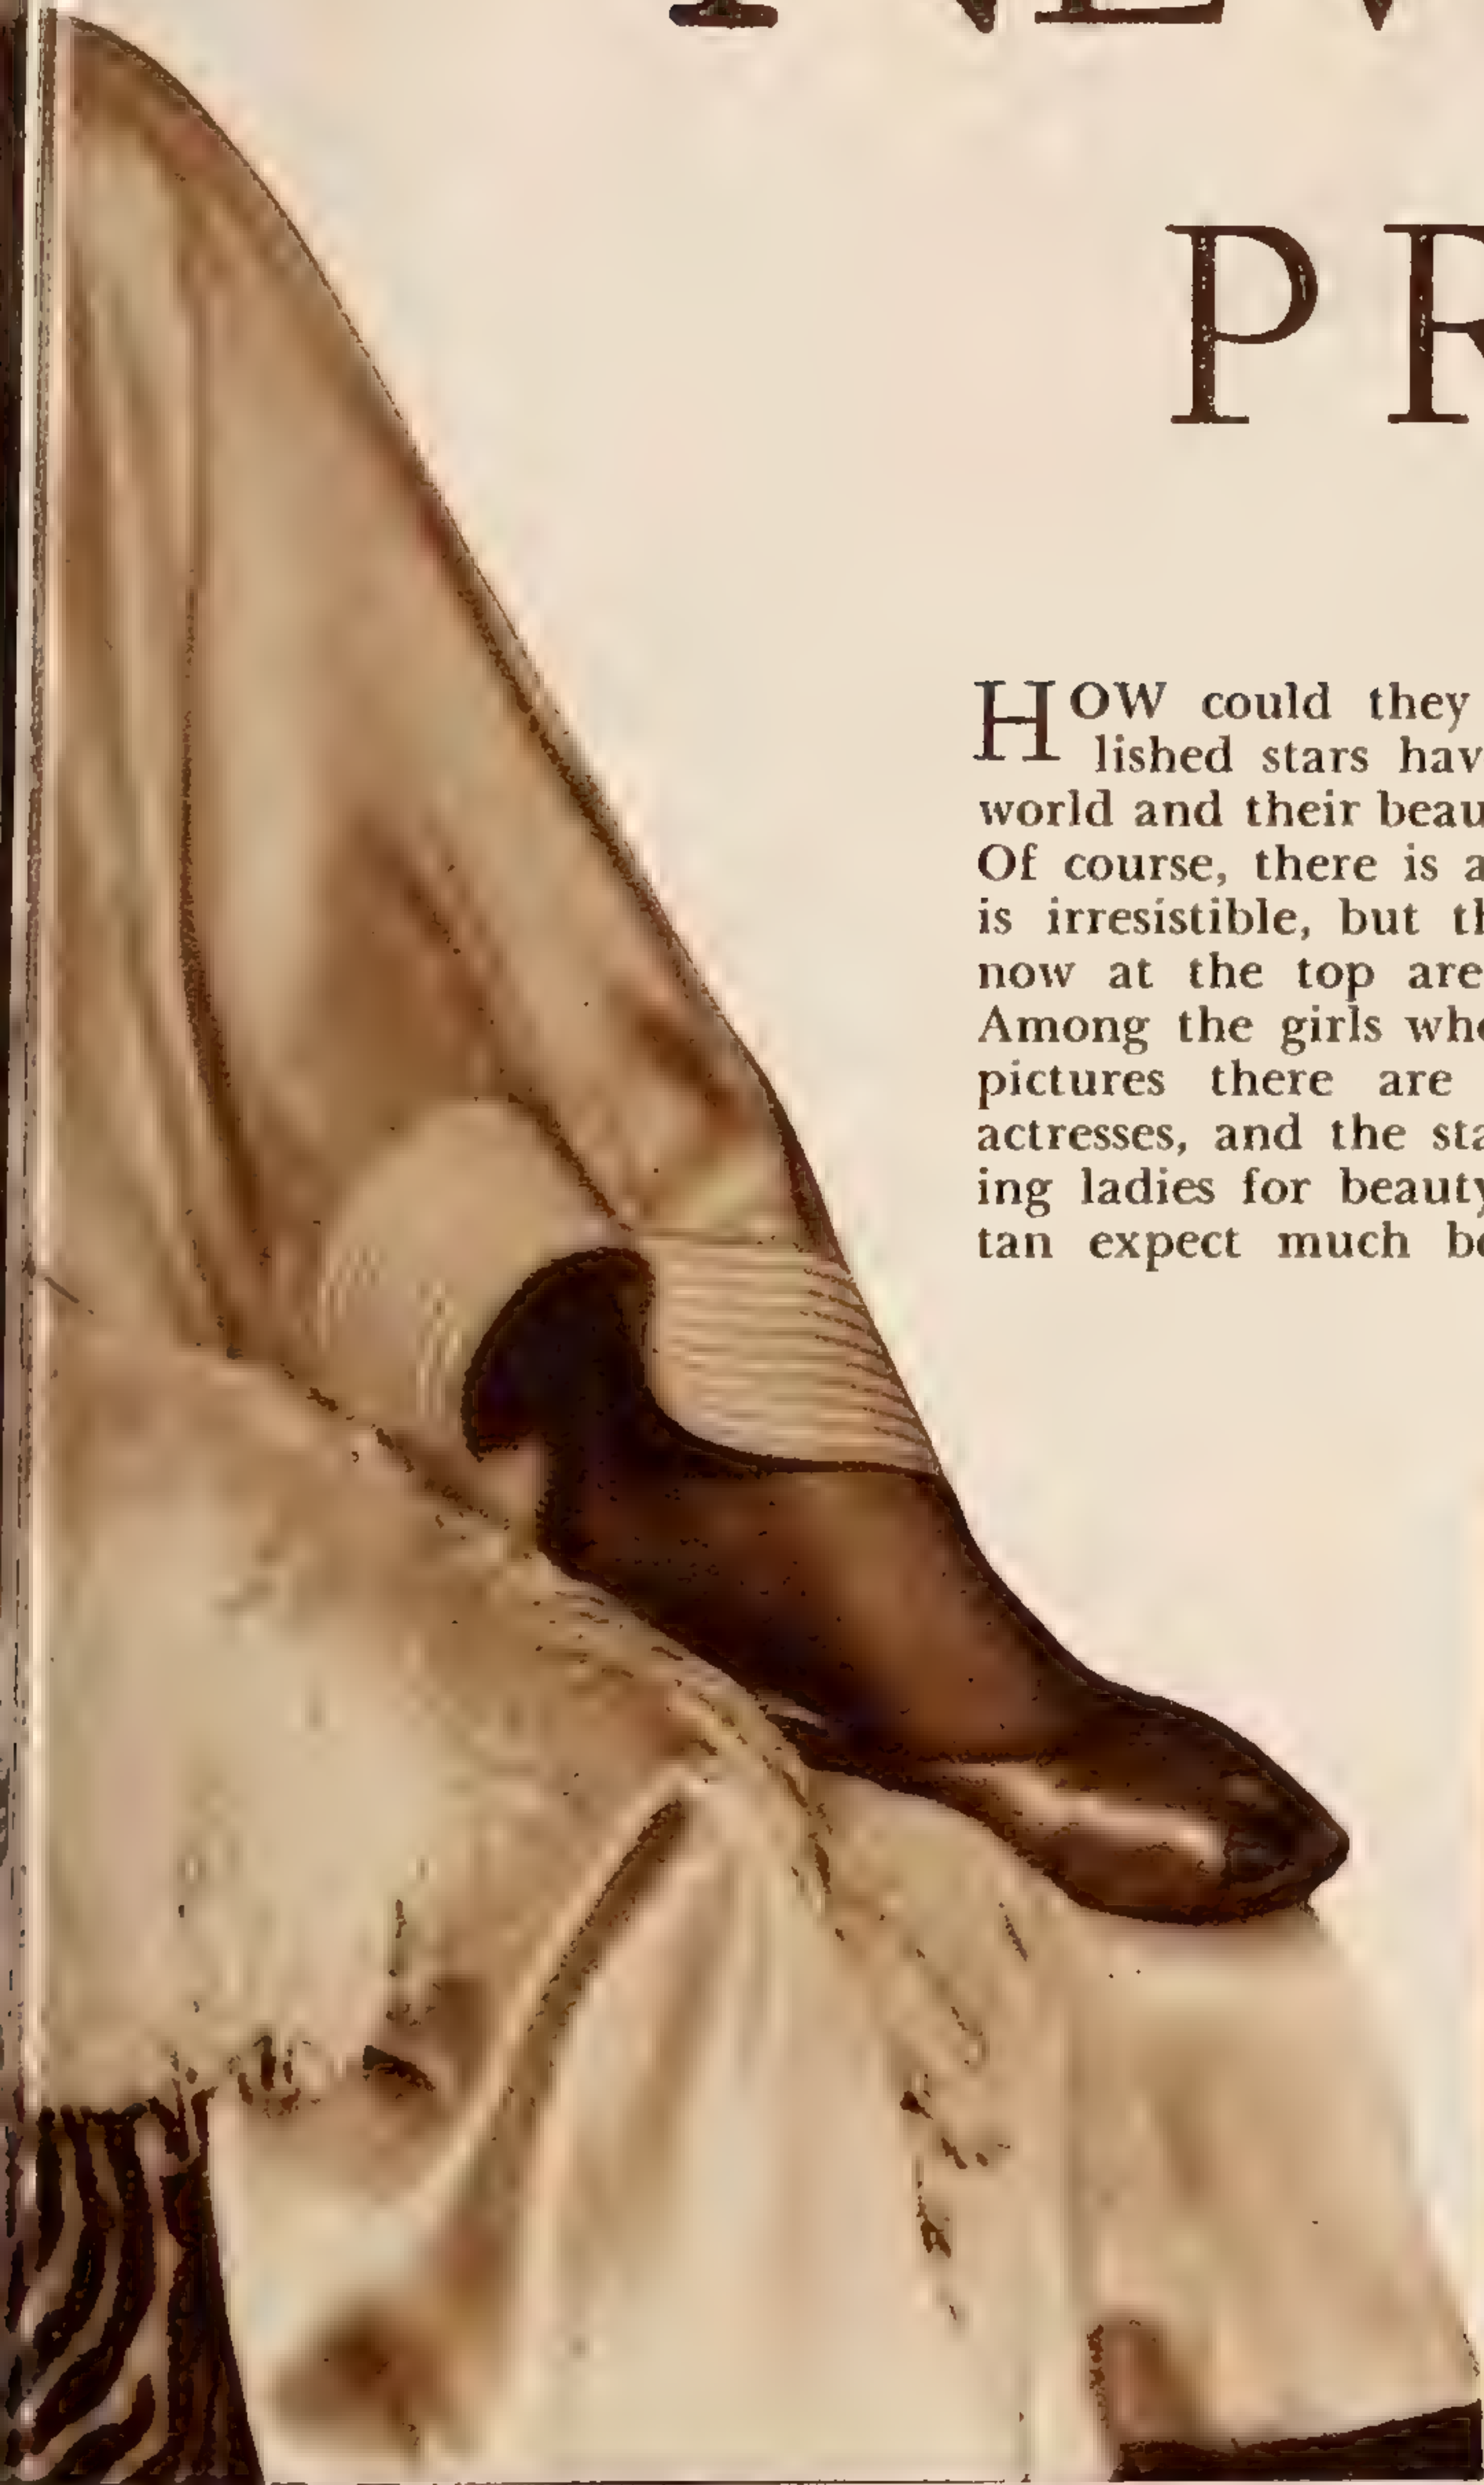 PR
HOW could they
lished stars hav
world and their beau
Of course, there is a
is irresistible, but th
now at the top are
Among the girls who
pictures there are
actresses, and the sta
ing ladies for beauty
tan expect much be